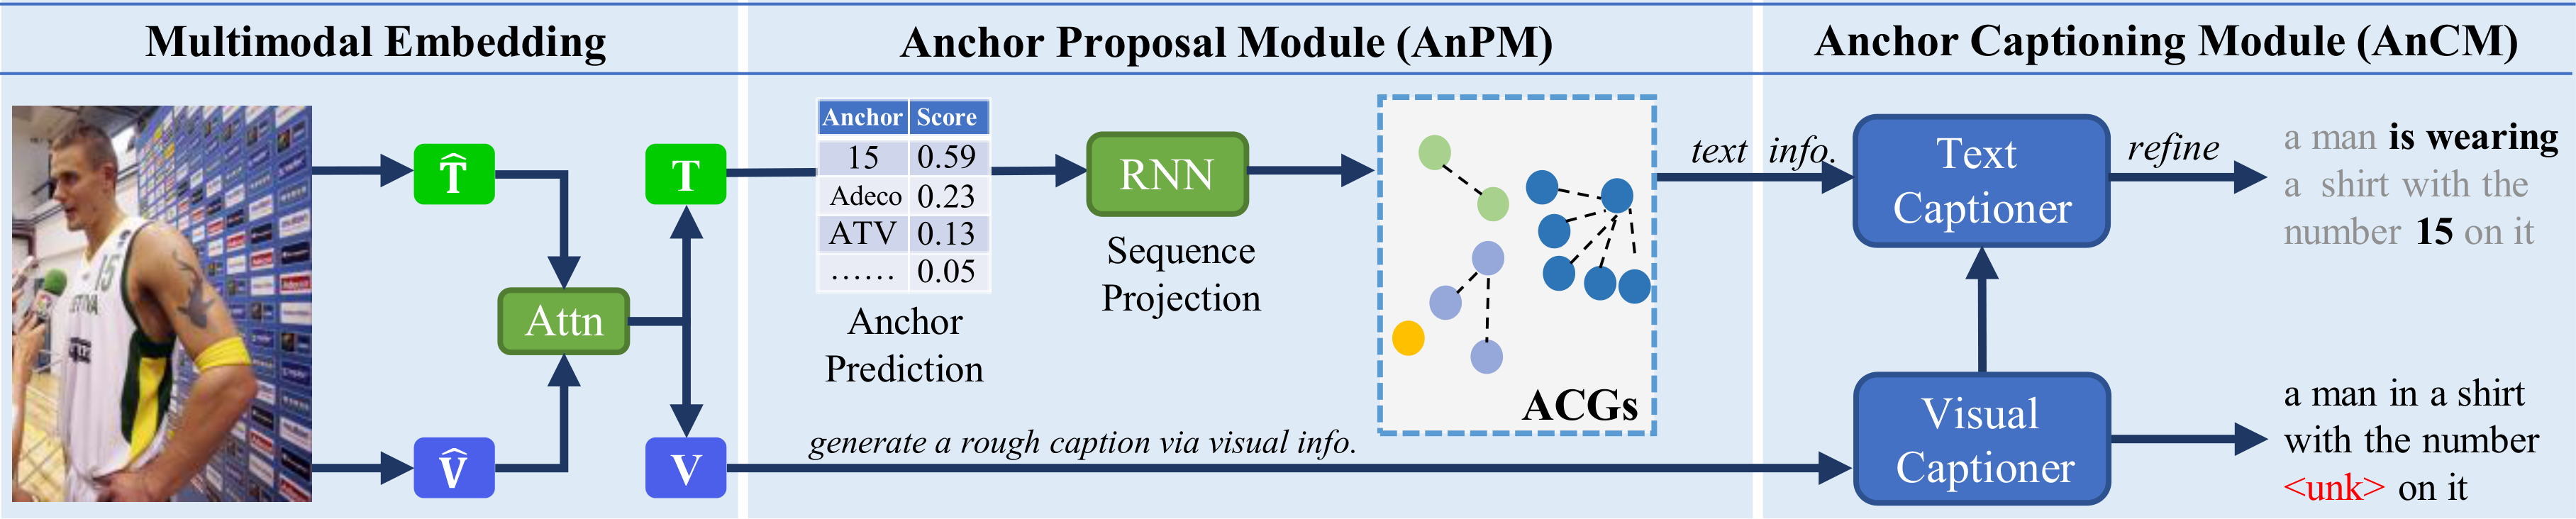 Multimodal Embedding
Anchor Proposal Module (AnPM)
Anchor Captioning Module (AnCM)
15
T̂
V̂
Attn
T
V
Anchor Score
15 0.59
Adeco 0.23
ATV 0.13
…… 0.05
Anchor
Prediction
RNN
Sequence
Projection
ACGs
generate a rough caption via visual info.
text info.
Text
Captioner
refine
a man is wearing
a shirt with the
number 15 on it
Visual
Captioner
a man in a shirt
with the number
<unk> on it